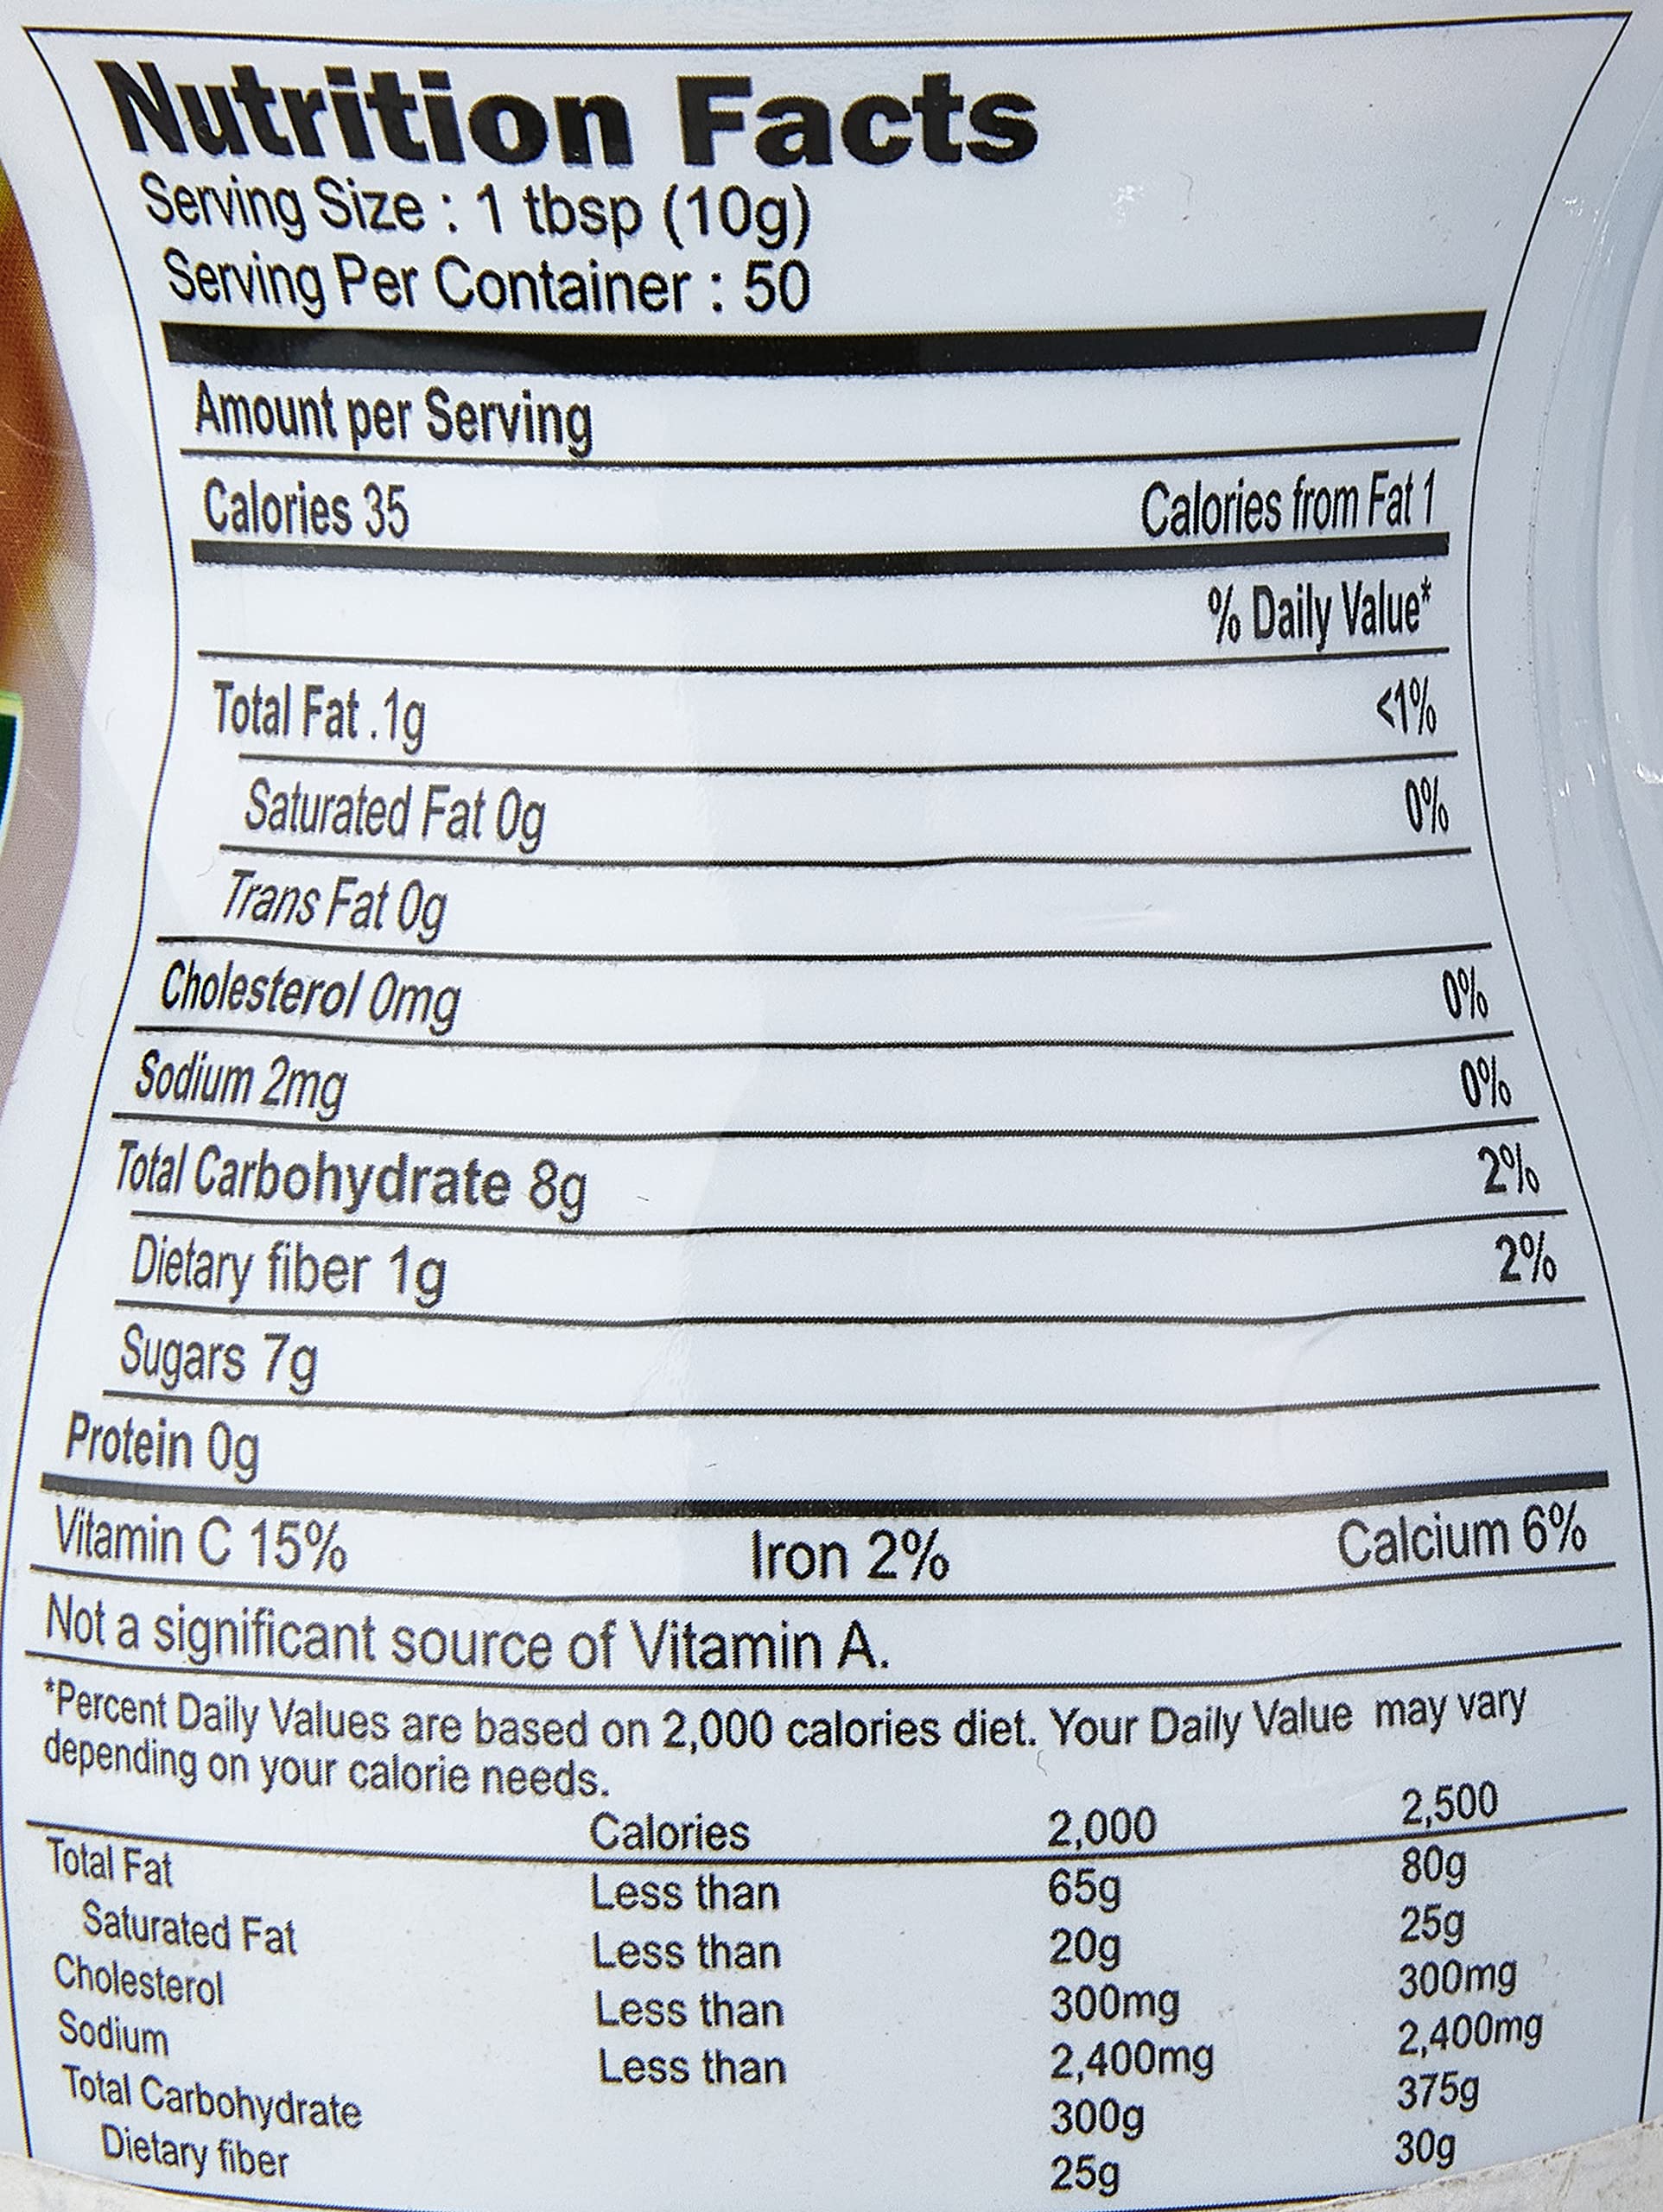 Nutrition Facts
Serving Size : 1 tbsp (10g)
Serving Per Container : 50
Amount per Serving
Calories 35 Calories from Fat 1
% Daily Value*
Total Fat .1g <1%
Saturated Fat 0g 0%
Trans Fat 0g
Cholesterol 0mg 0%
Sodium 2mg 0%
Total Carbohydrate 8g 2%
Dietary fiber 1g 2%
Sugars 7g
Protein 0g
Vitamin C 15% Iron 2% Calcium 6%
Not a significant source of Vitamin A.
*Percent Daily Values are based on 2,000 calories diet. Your Daily Value may vary
depending on your calorie needs.
Calories 2,000 2,500
Total Fat Less than 65g 80g
Saturated Fat Less than 20g 25g
Cholesterol Less than 300mg 300mg
Sodium Less than 2,400mg 2,400mg
Total Carbohydrate 300g 375g
Dietary fiber 25g 30g